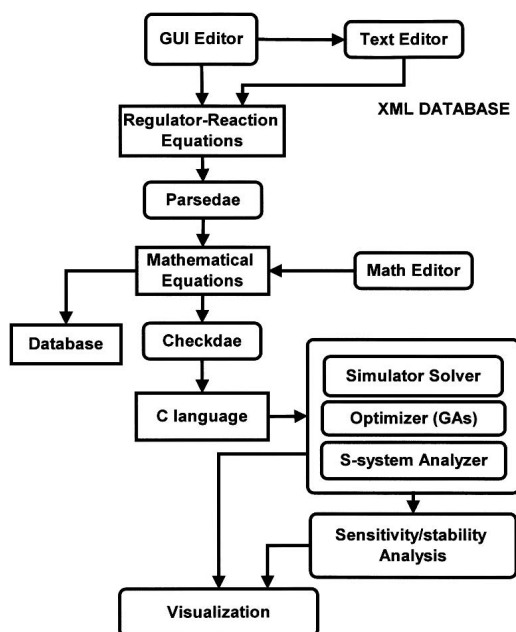 GUI Editor
Text Editor
XML DATABASE
Regulator-Reaction
Equations
Parsedae
Mathematical
Equations
Math Editor
Database
Checkdae
C language
Simulator Solver
Optimizer (GAs)
S-system Analyzer
Sensitivity/stability
Analysis
Visualization